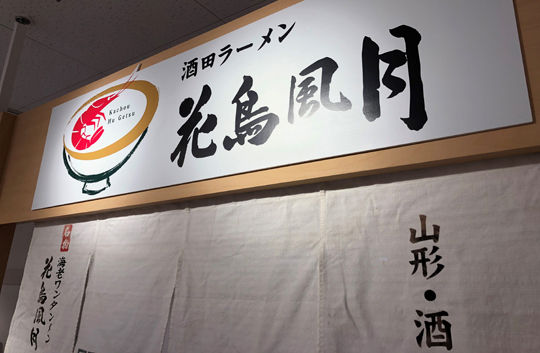 酒田ラーメン
花鳥風月
Kachou
Hu Getsu
名物
海老ワンタンメン
花鳥風月
山形・酒